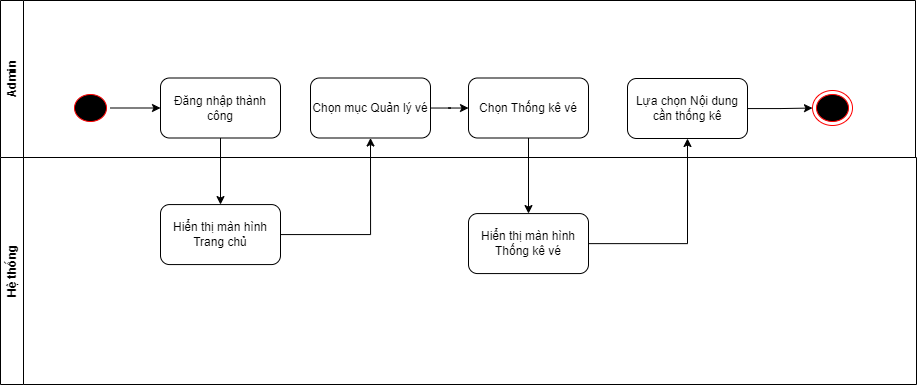 Admin
Đăng nhập thành
công
Chọn mục Quản lý vé
Chọn Thống kê vé
Lựa chọn Nội dung
cần thống kê
Hệ thống
Hiển thị màn hình
Trang chủ
Hiển thị màn hình
Thống kê vé